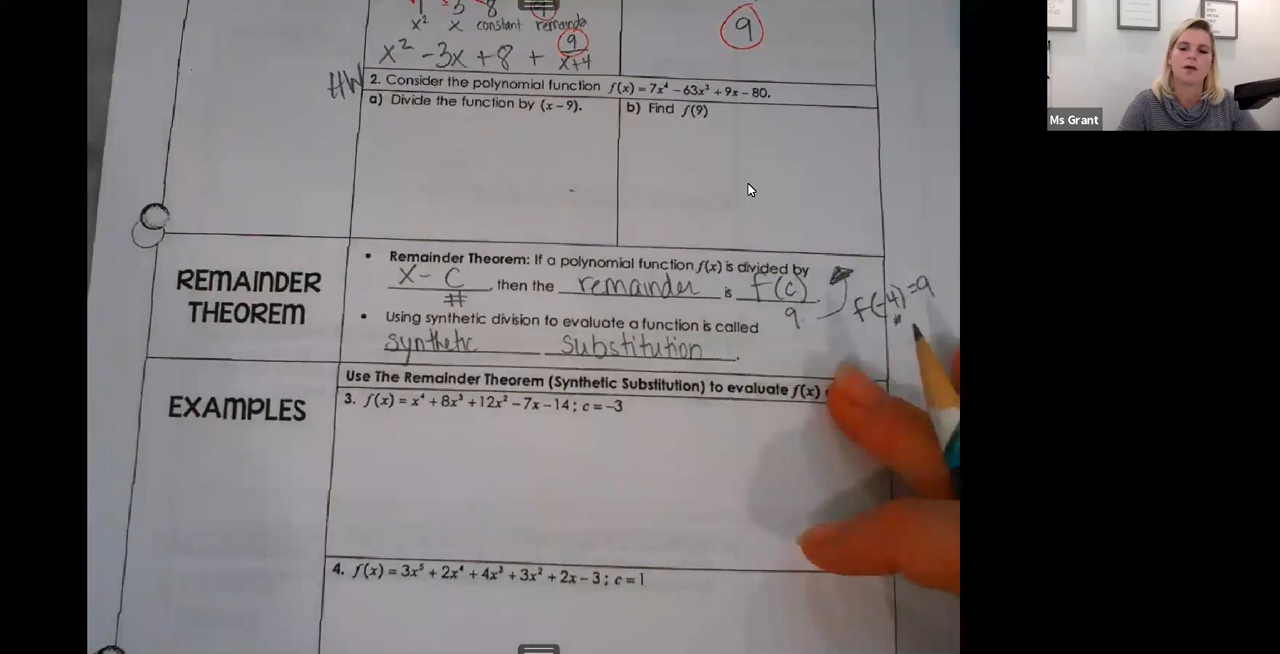 x² x constant remainde
x² - 3x + 8 + 9/x+4
9
HW
2. Consider the polynomial function f(x) = 7x⁴ - 63x³ + 9x - 80.
a) Divide the function by (x - 9).
b) Find f(9)
REMAINDER THEOREM
• Remainder Theorem: If a polynomial function f(x) is divided by
x - c, then the remainder is f(c).
#
9
f(-4) = 9
• Using synthetic division to evaluate a function is called
synthetic substitution.
EXAMPLES
Use The Remainder Theorem (Synthetic Substitution) to evaluate f(x)
3. f(x) = x⁴ + 8x³ + 12x² - 7x - 14; c = -3
4. f(x) = 3x⁵ + 2x⁴ + 4x³ + 3x² + 2x - 3; c = 1
Ms Grant